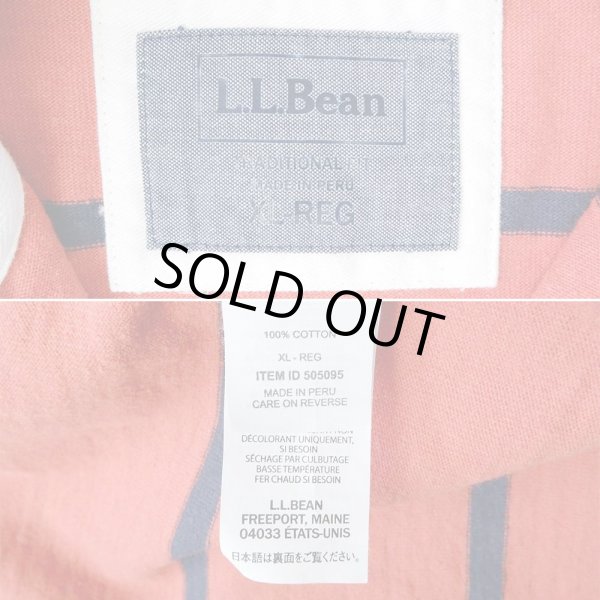 L.L.Bean
TRADITIONAL FIT
MADE IN PERU
XL-REG
SOLD OUT
100% COTTON
XL - REG
ITEM ID 505095
MADE IN PERU
CARE ON REVERSE
DÉCOLORANT UNIQUEMENT,
SI BESOIN
SÉCHAGE PAR CULBUTAGE
BASSE TEMPÉRATURE
FER CHAUD SI BESOIN
L.L.BEAN
FREEPORT, MAINE
04033 ÉTATS-UNIS
日本語は裏面をご覧ください。